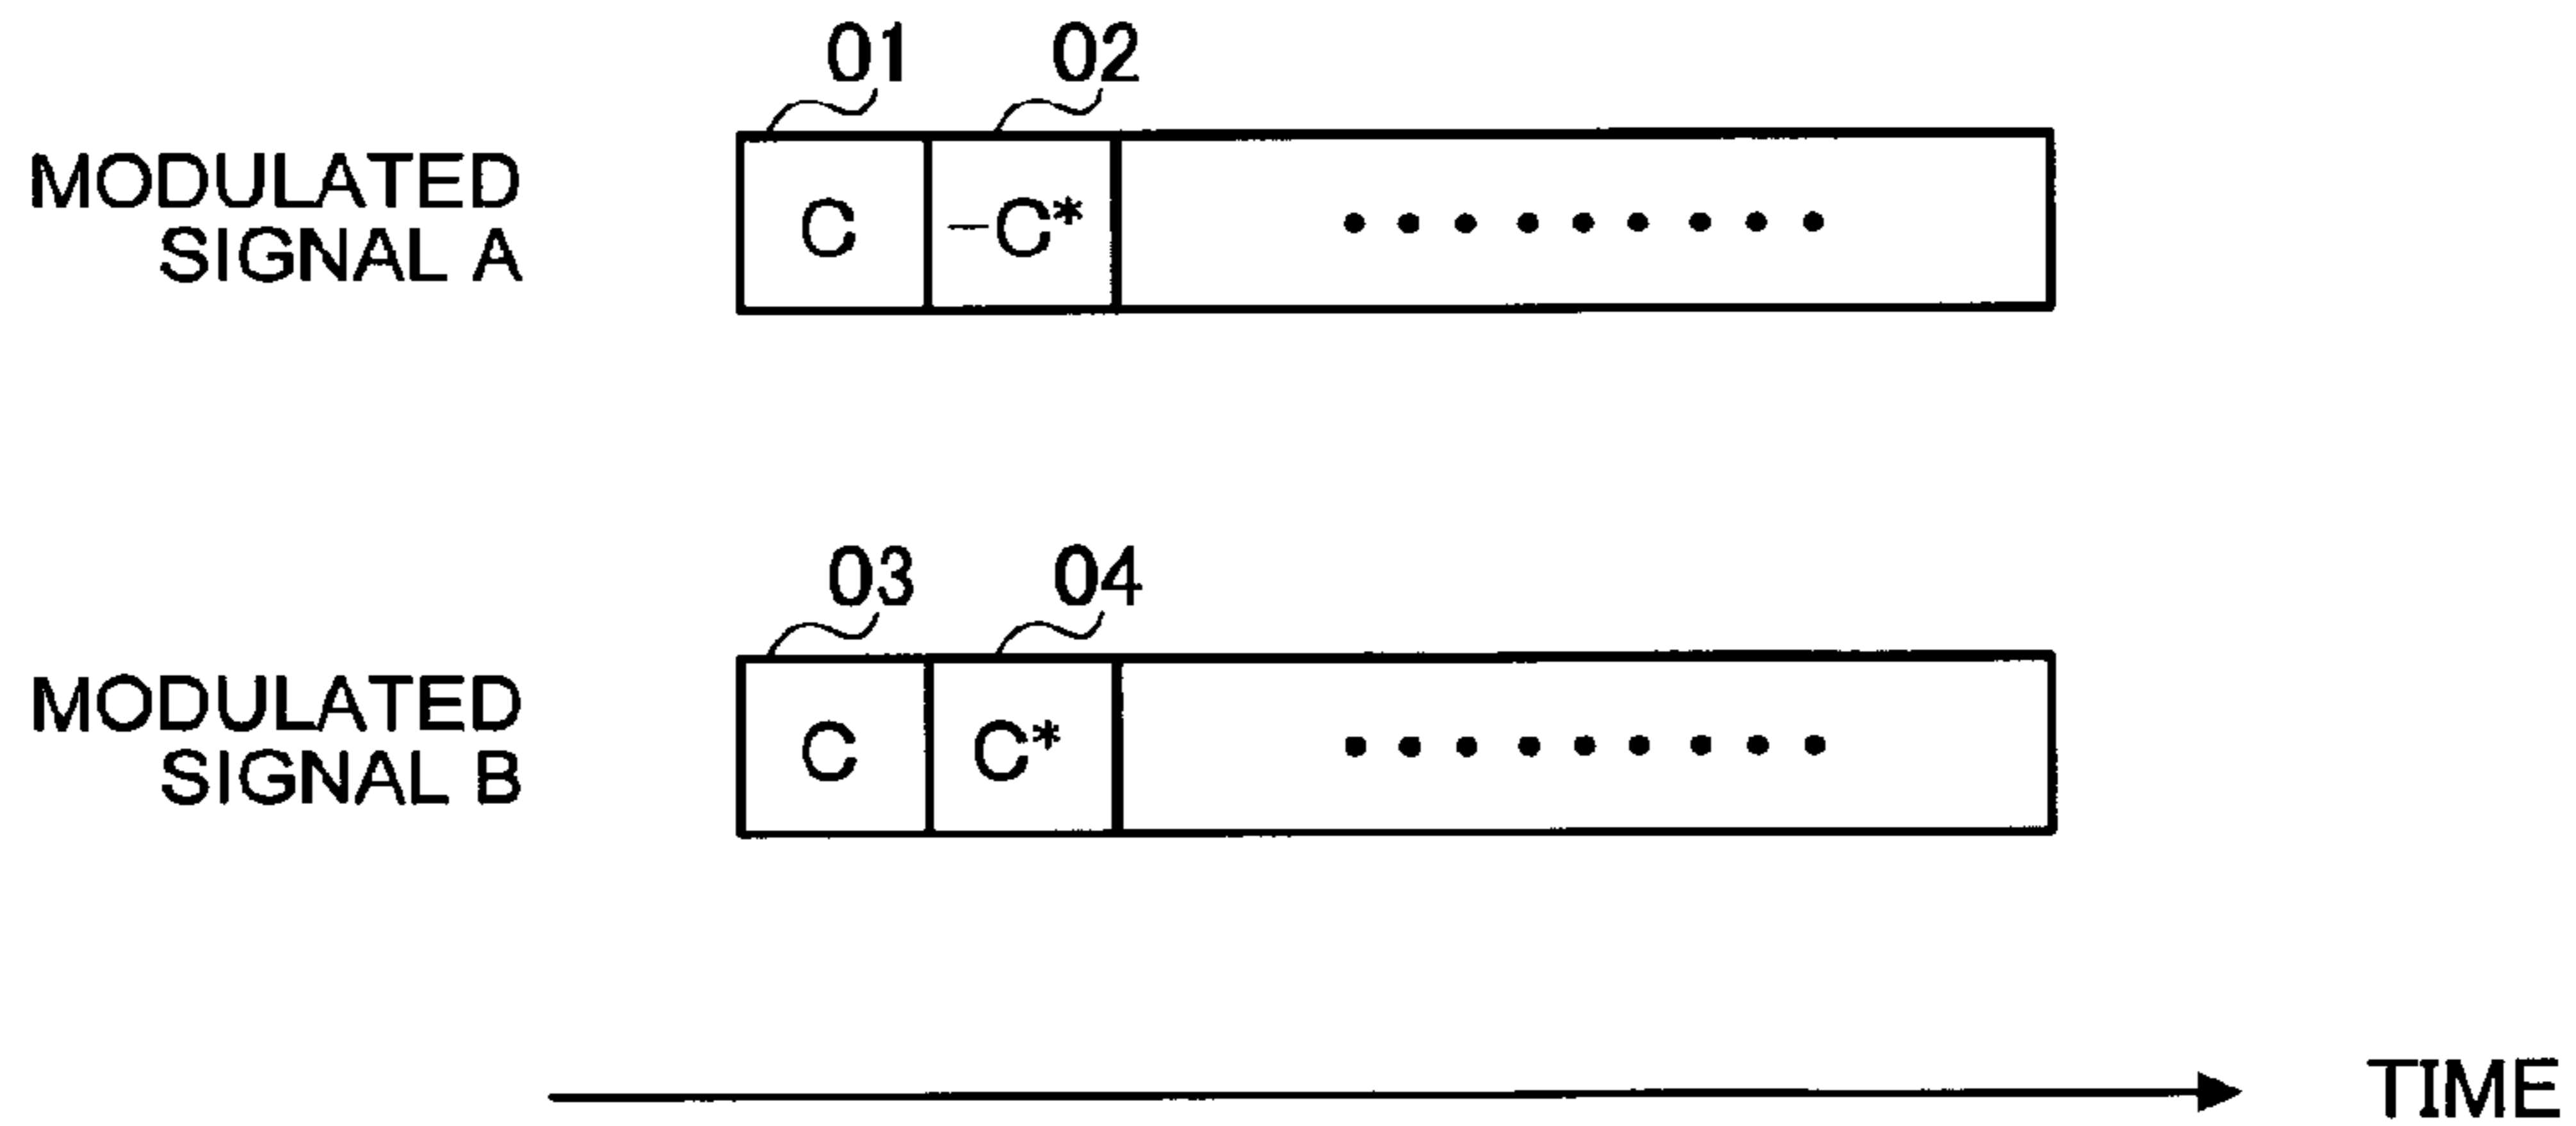 01 02
MODULATED
SIGNAL A
C -C* • • • • • • • • •
03 04
MODULATED
SIGNAL B
C C* • • • • • • • • •
TIME